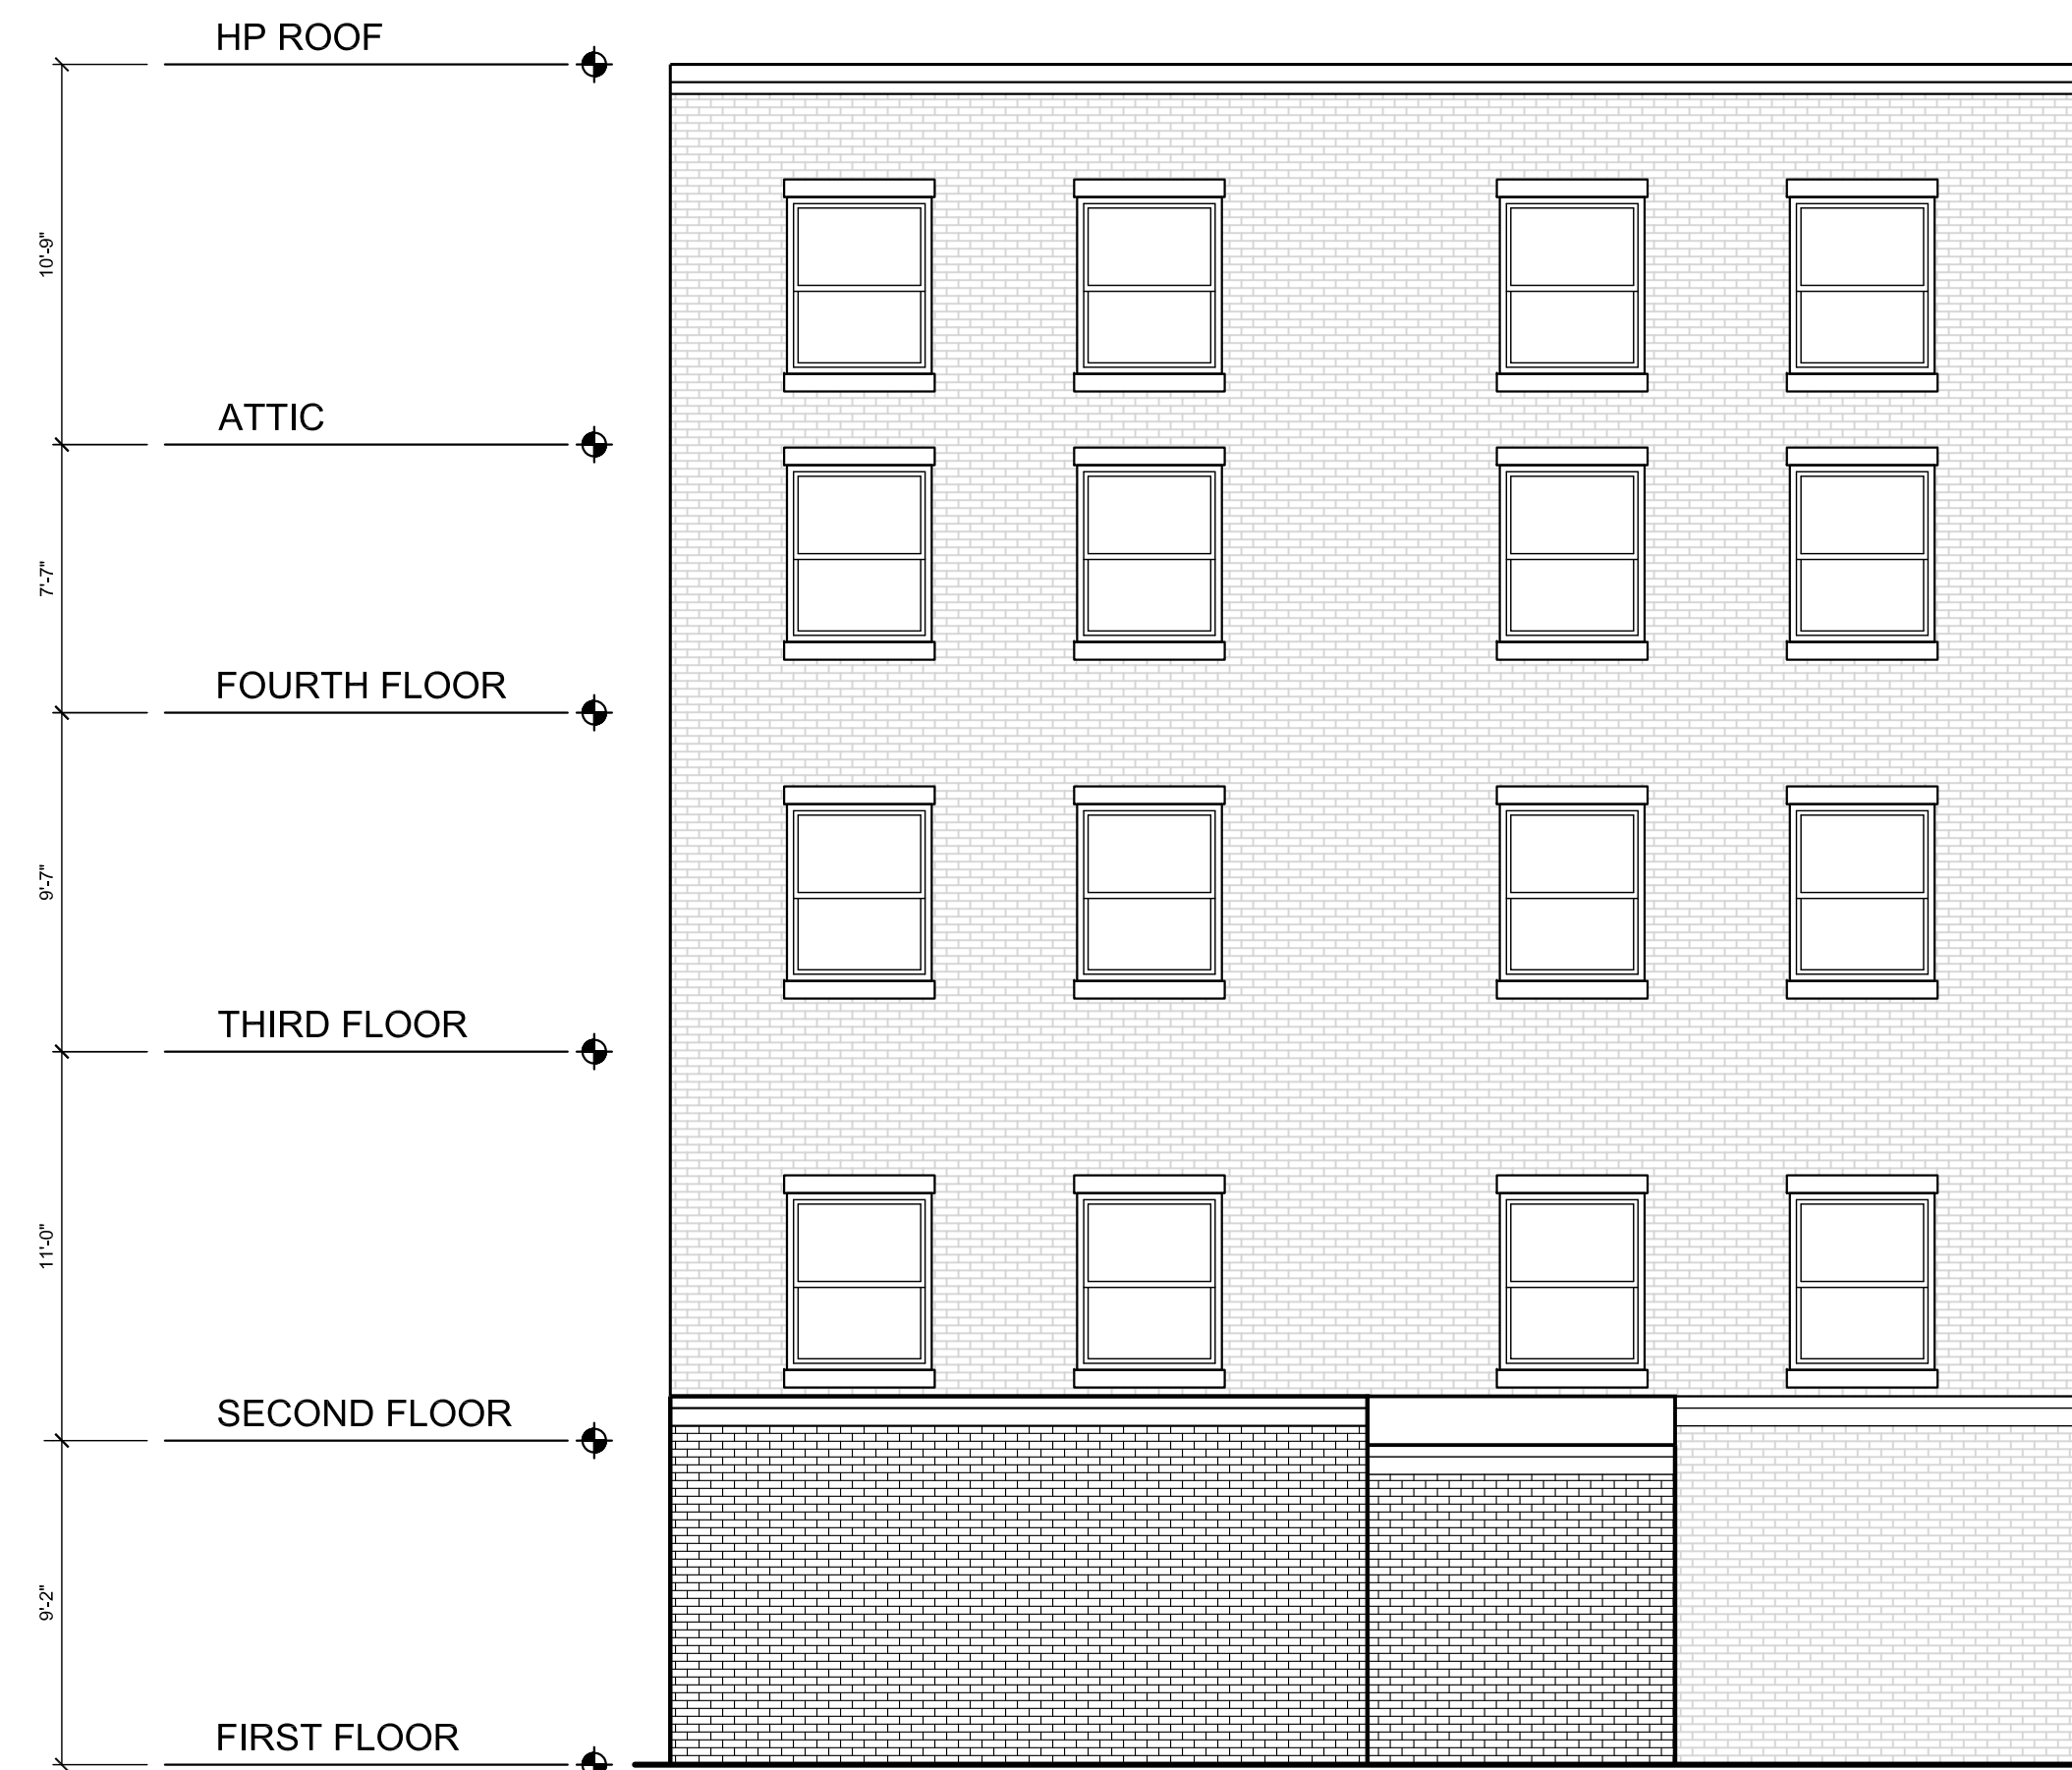 HP ROOF
10'-9"
ATTIC
7'-7"
FOURTH FLOOR
9'-7"
THIRD FLOOR
11'-0"
SECOND FLOOR
9'-2"
FIRST FLOOR